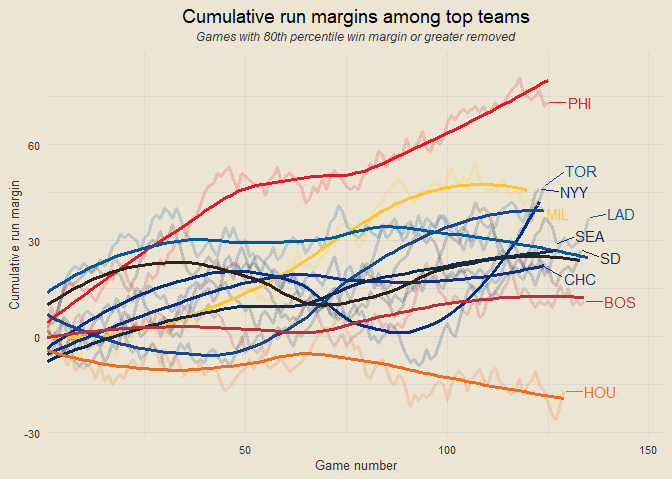 Cumulative run margins among top teams
Games with 80th percentile win margin or greater removed
Cumulative run margin
60
30
0
-30
PHI
TOR
NYY
MIL
LAD
SEA
SD
CHC
BOS
HOU
50
100
150
Game number